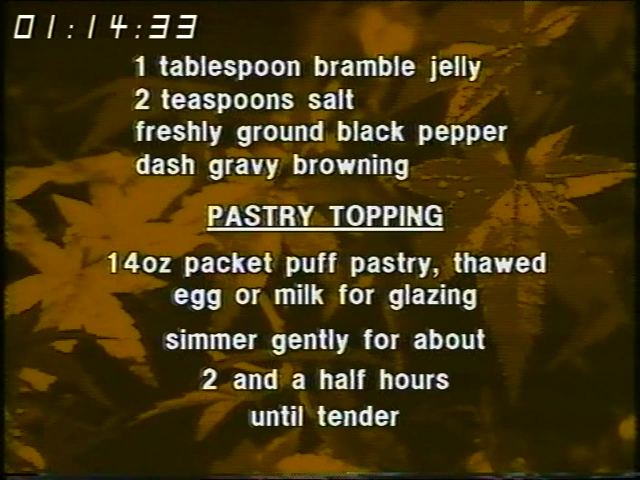 01:14:33
1 tablespoon bramble jelly
2 teaspoons salt
freshly ground black pepper
dash gravy browning
PASTRY TOPPING
14oz packet puff pastry, thawed
egg or milk for glazing
simmer gently for about
2 and a half hours
until tender